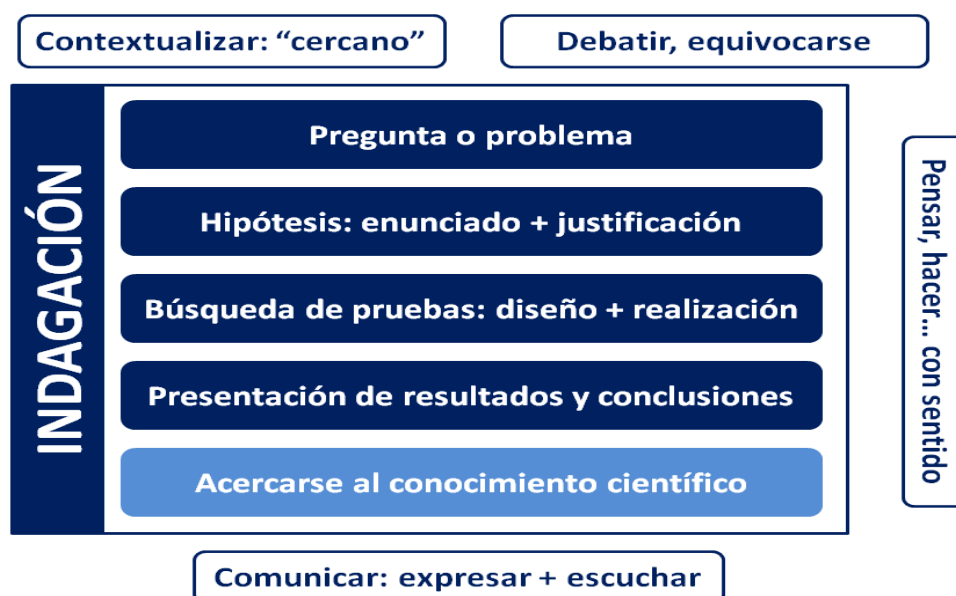 Contextualizar: “cercano”
Debatir, equivocarse
INDAGACIÓN
Pregunta o problema
Hipótesis: enunciado + justificación
Búsqueda de pruebas: diseño + realización
Presentación de resultados y conclusiones
Acercarse al conocimiento científico
Pensar, hacer... con sentido
Comunicar: expresar + escuchar